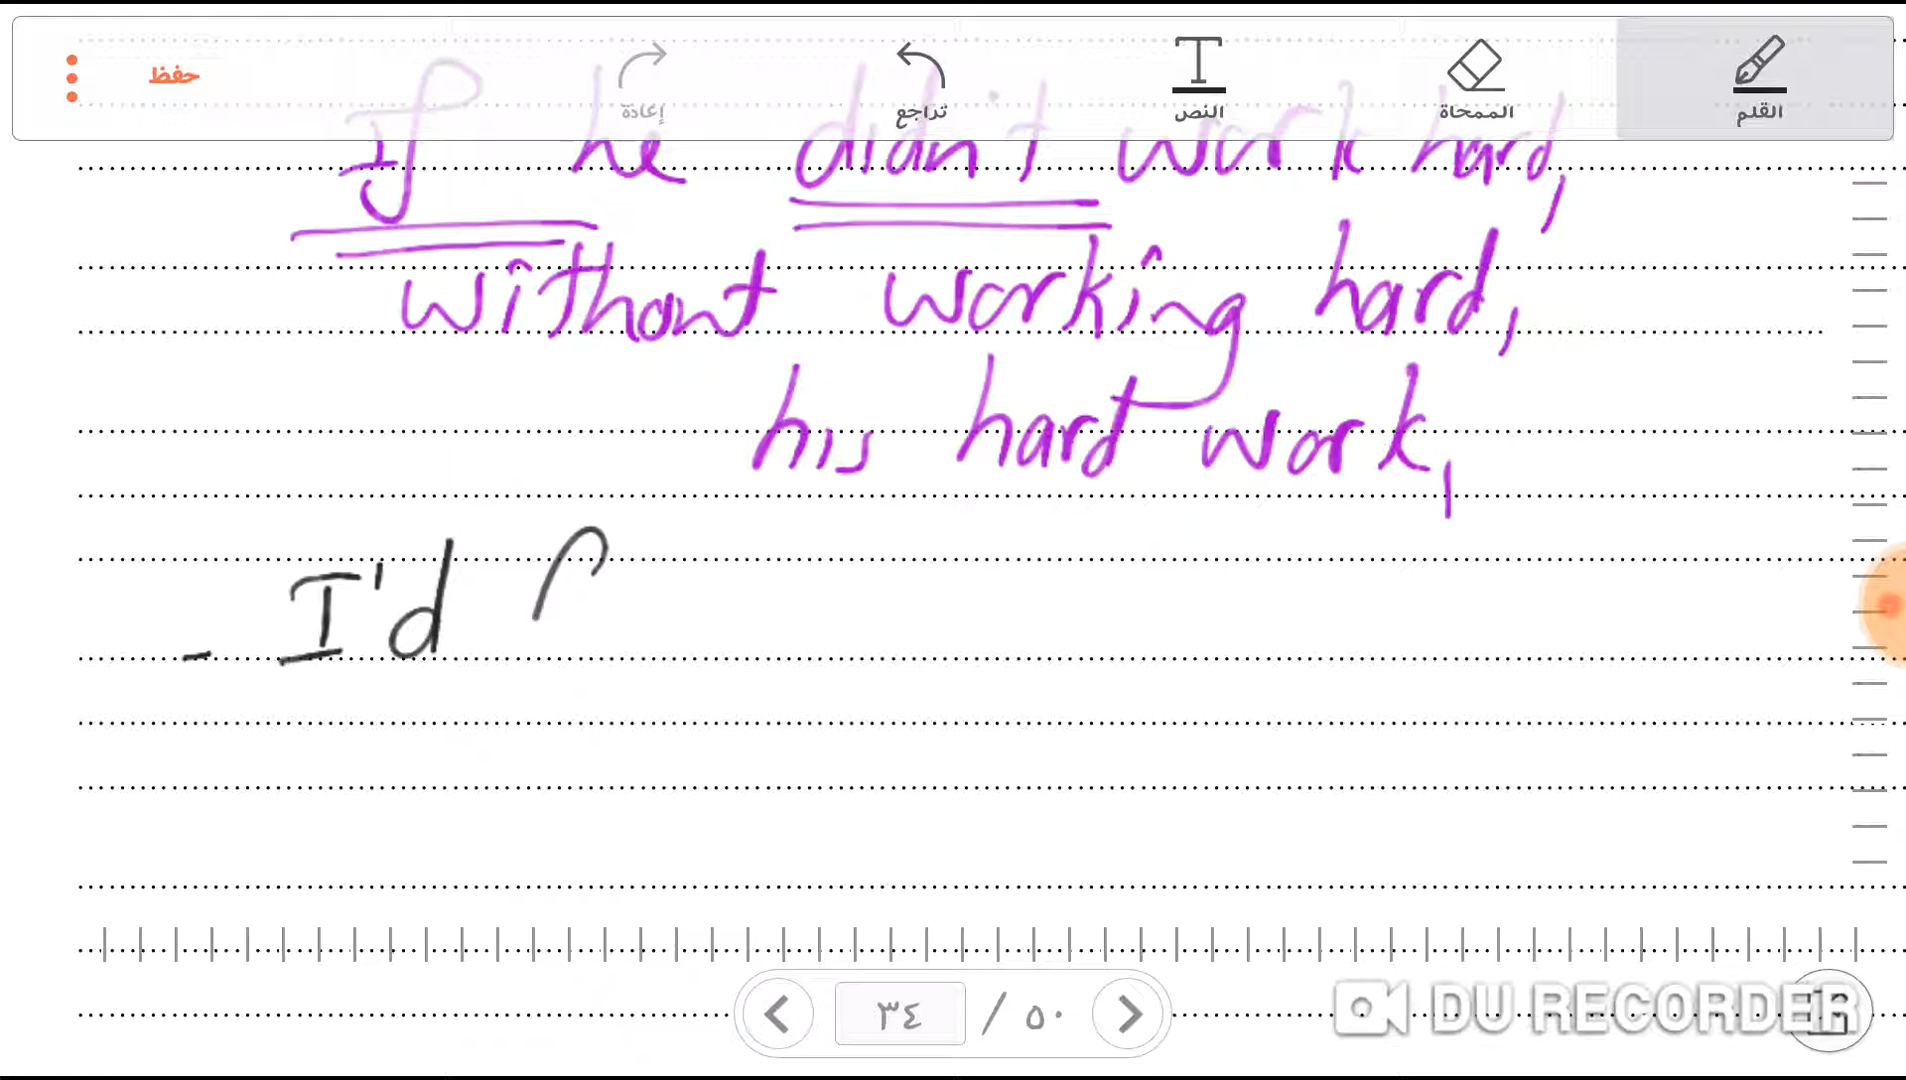 حفظ إعادة تراجع النص الممحاة القلم
If he didn't work hard,
without working hard,
his hard work,
- I'd
٣٤ / ٥٠
DU RECORDER